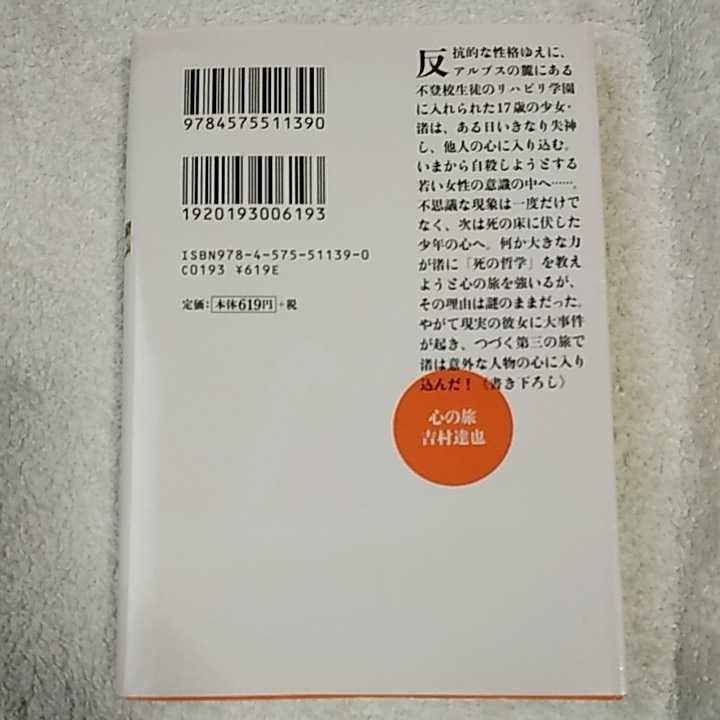 反抗的な性格ゆえに、
アルプスの麓にある
不登校生徒のリハビリ学園
に入れられた17歳の少女・
渚は、ある日いきなり失神
し、他人の心に入り込む。
いまから自殺しようとする
若い女性の意識の中へ……。
不思議な現象は一度だけで
なく、次は死の床に伏した
少年の心へ。何か大きな力
が渚に「死の哲学」を教え
ようと心の旅を強いるが、
その理由は謎のままだった。
やがて現実の彼女に大事件
が起き、つづく第三の旅で
渚は意外な人物の心に入り
込んだ！〈書き下ろし〉
心の旅
吉村達也
9784575511390
1920193006193
ISBN978-4-575-51139-0
C0193 ¥619E
定価：本体619円+税